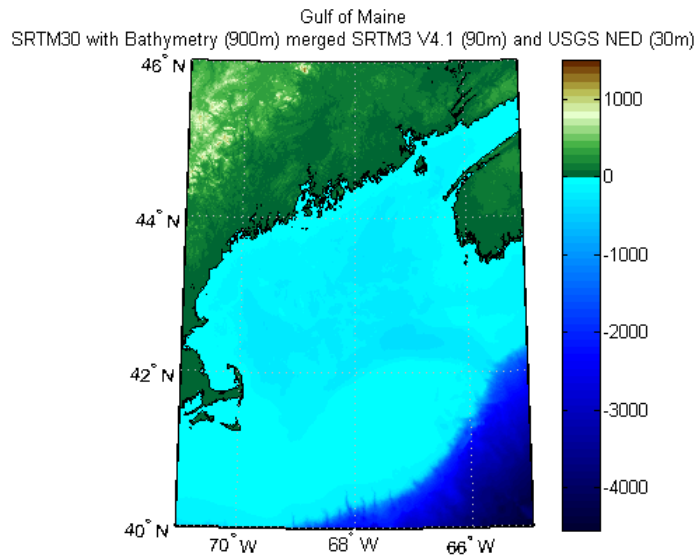 Gulf of Maine
SRTM30 with Bathymetry (900m) merged SRTM3 V4.1 (90m) and USGS NED (30m)
46° N
44° N
42° N
40° N
70° W
68° W
66° W
1000
0
-1000
-2000
-3000
-4000